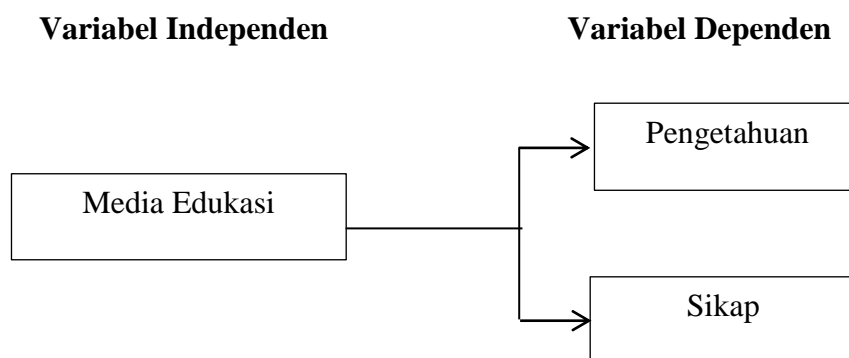 Variabel Independen
Variabel Dependen
Pengetahuan
Media Edukasi
Sikap